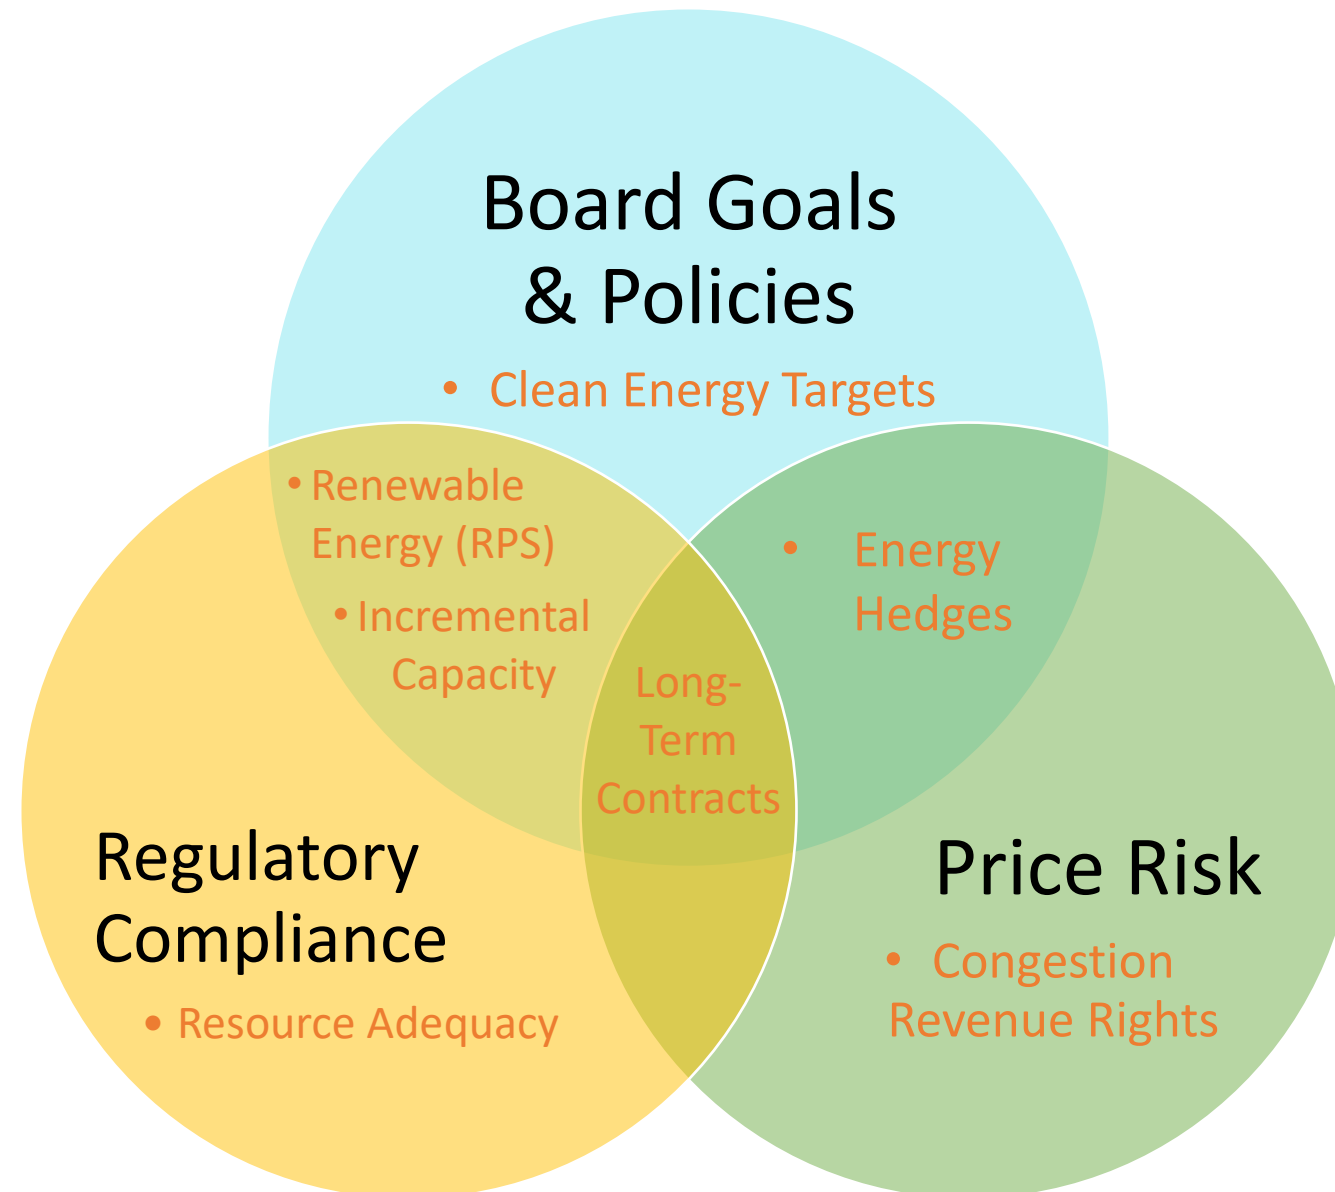 Board Goals
& Policies
• Clean Energy Targets
• Renewable
Energy (RPS)
• Incremental
Capacity
• Energy
Hedges
Long-
Term
Contracts
Regulatory
Compliance
• Resource Adequacy
Price Risk
• Congestion
Revenue Rights